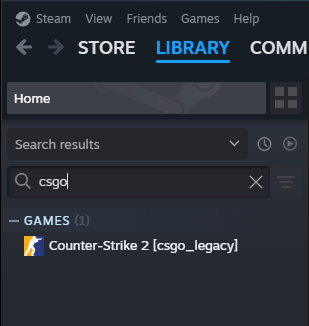 Steam View Friends Games Help
STORE LIBRARY COMM
Home
Search results
csgo
GAMES (1)
Counter-Strike 2 [csgo_legacy]